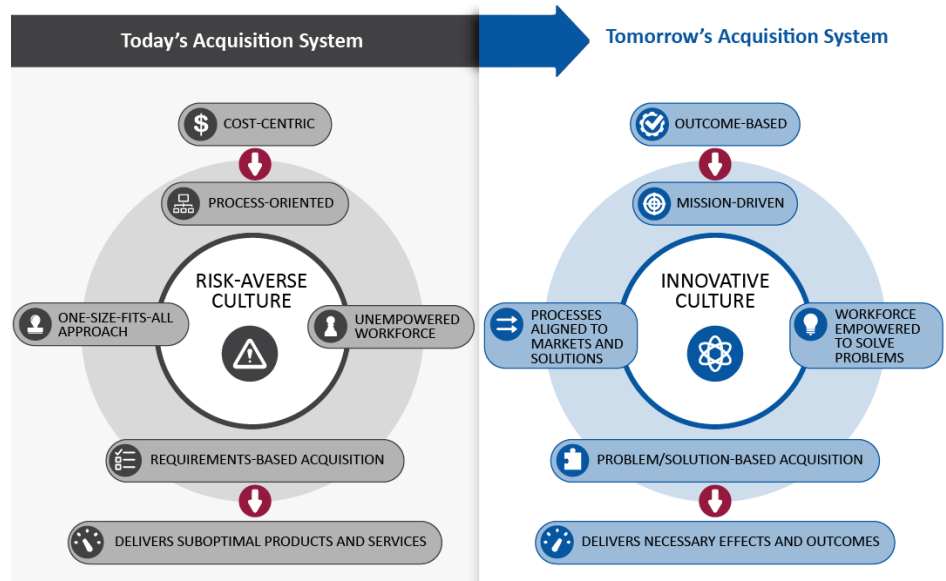 Today's Acquisition System
COST-CENTRIC
PROCESS-ORIENTED
RISK-AVERSE
CULTURE
ONE-SIZE-FITS-ALL
APPROACH
UNEMPOWERED
WORKFORCE
REQUIREMENTS-BASED ACQUISITION
DELIVERS SUBOPTIMAL PRODUCTS AND SERVICES
Tomorrow's Acquisition System
OUTCOME-BASED
MISSION-DRIVEN
INNOVATIVE
CULTURE
PROCESSES
ALIGNED TO
MARKETS AND
SOLUTIONS
WORKFORCE
EMPOWERED
TO SOLVE
PROBLEMS
PROBLEM/SOLUTION-BASED ACQUISITION
DELIVERS NECESSARY EFFECTS AND OUTCOMES